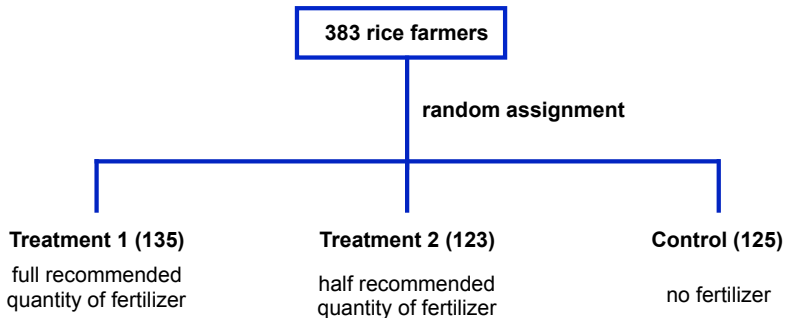 383 rice farmers
random assignment
Treatment 1 (135)
full recommended
quantity of fertilizer
Treatment 2 (123)
half recommended
quantity of fertilizer
Control (125)
no fertilizer